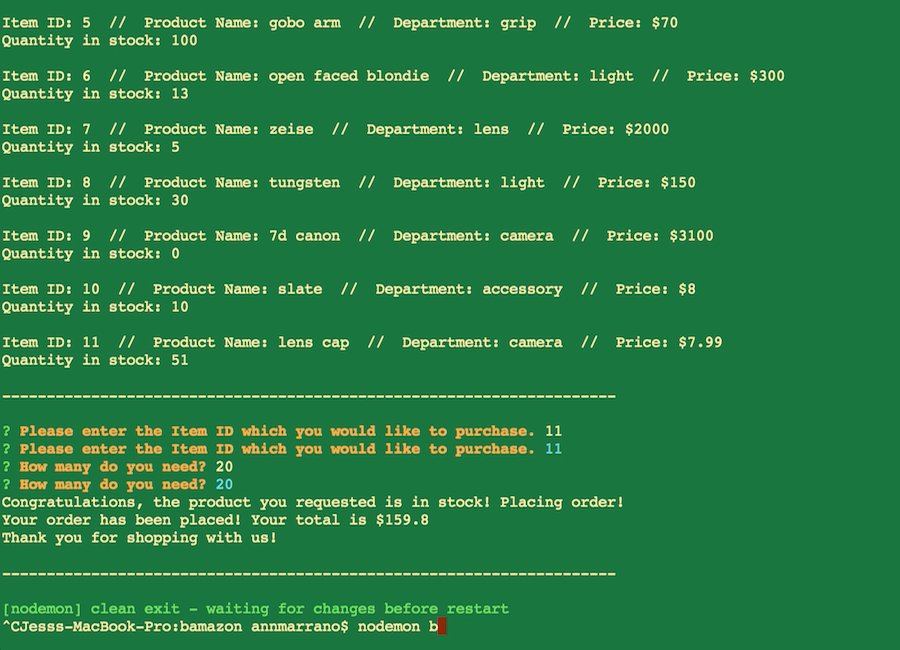 Item ID: 5  //  Product Name: gobo arm  //  Department: grip  //  Price: $70
Quantity in stock: 100
Item ID: 6  //  Product Name: open faced blondie  //  Department: light  //  Price: $300
Quantity in stock: 13
Item ID: 7  //  Product Name: zeise  //  Department: lens  //  Price: $2000
Quantity in stock: 5
Item ID: 8  //  Product Name: tungsten  //  Department: light  //  Price: $150
Quantity in stock: 30
Item ID: 9  //  Product Name: 7d canon  //  Department: camera  //  Price: $3100
Quantity in stock: 0
Item ID: 10  //  Product Name: slate  //  Department: accessory  //  Price: $8
Quantity in stock: 10
Item ID: 11  //  Product Name: lens cap  //  Department: camera  //  Price: $7.99
Quantity in stock: 51
---------------------------------------------------------------------
? Please enter the Item ID which you would like to purchase. 11
? Please enter the Item ID which you would like to purchase. 11
? How many do you need? 20
? How many do you need? 20
Congratulations, the product you requested is in stock! Placing order!
Your order has been placed! Your total is $159.8
Thank you for shopping with us!
---------------------------------------------------------------------
[nodemon] clean exit - waiting for changes before restart
^CJesss-MacBook-Pro:bamazon annmarrano$ nodemon b